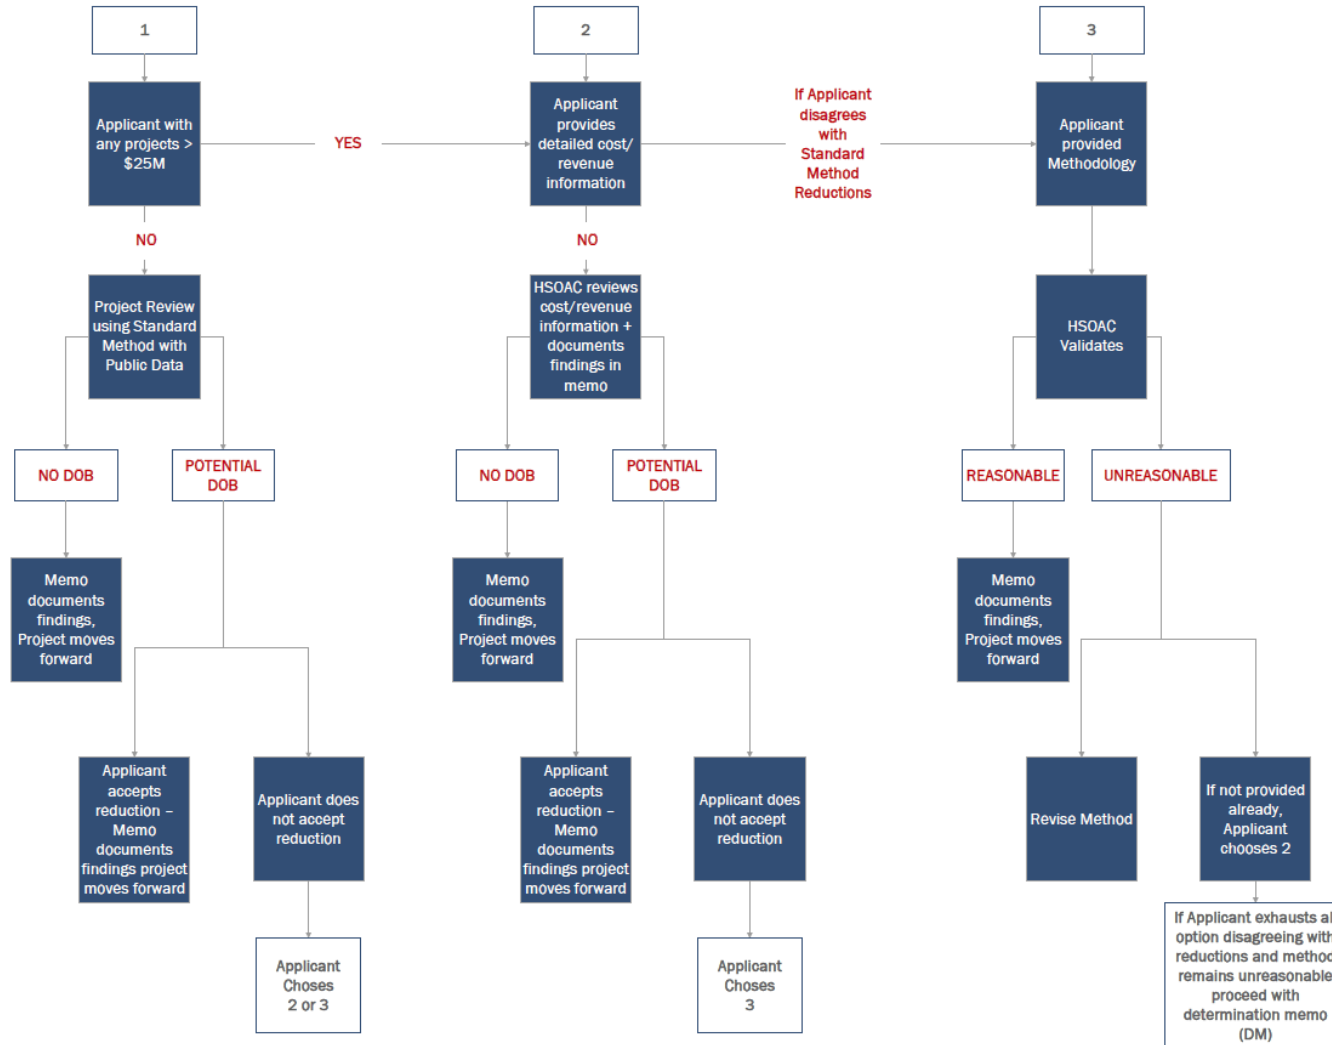 1
Applicant with
any projects >
$25M
NO
Project Review
using Standard
Method with
Public Data
NO DOB
POTENTIAL
DOB
Memo
documents
findings,
Project moves
forward
Applicant
accepts
reduction –
Memo
documents
findings project
moves forward
Applicant does
not accept
reduction
Applicant
Choses
2 or 3
YES
2
Applicant
provides
detailed cost/
revenue
information
NO
HSOAC reviews
cost/revenue
information +
documents
findings in
memo
NO DOB
POTENTIAL
DOB
Memo
documents
findings,
Project moves
forward
Applicant
accepts
reduction –
Memo
documents
findings project
moves forward
Applicant does
not accept
reduction
Applicant
Choses
3
If Applicant
disagrees
with
Standard
Method
Reductions
3
Applicant
provided
Methodology
HSOAC
Validates
REASONABLE
UNREASONABLE
Memo
documents
findings,
Project moves
forward
Revise Method
If not provided
already,
Applicant
chooses 2
If Applicant exhausts al
option disagreeing with
reductions and method
remains unreasonable
proceed with
determination memo
(DM)